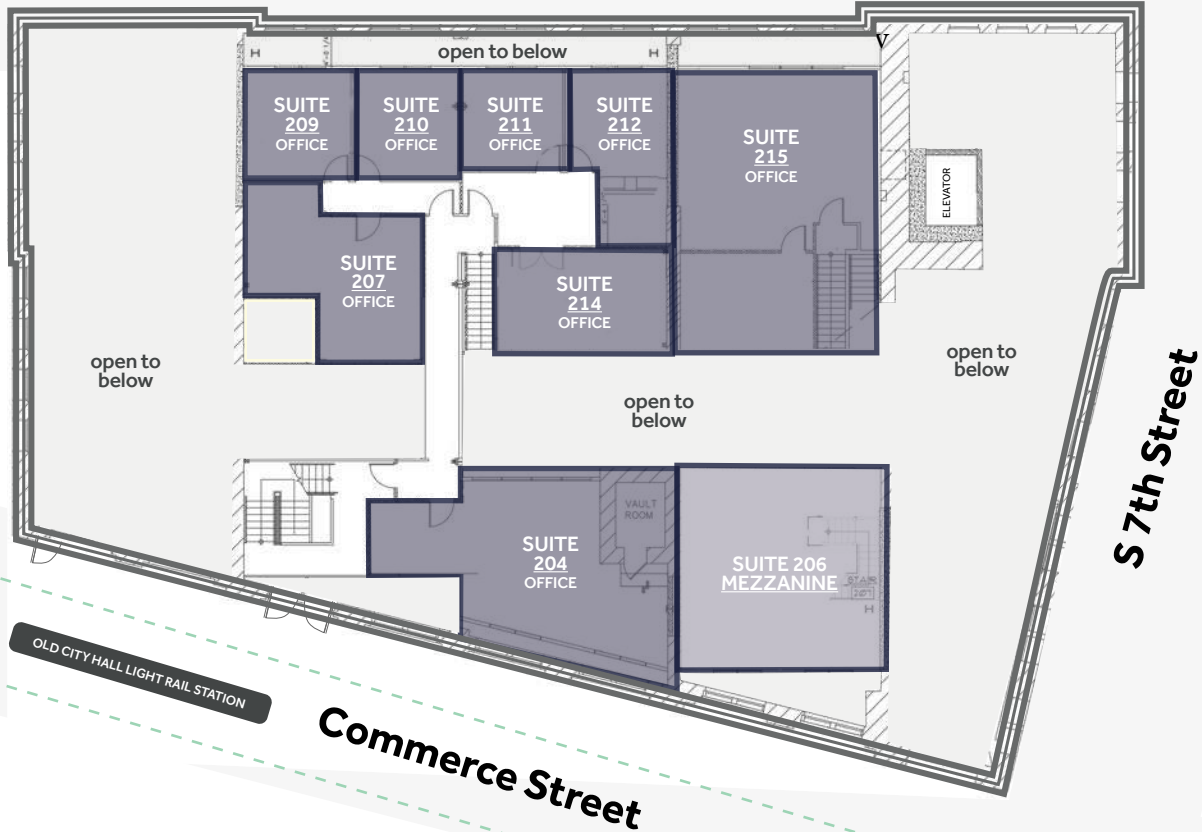 open to below
V
SUITE
209
OFFICE
SUITE
210
OFFICE
SUITE
211
OFFICE
SUITE
212
OFFICE
SUITE
215
OFFICE
ELEVATOR
SUITE
207
OFFICE
SUITE
214
OFFICE
open to
below
open to
below
open to
below
S 7th Street
VAULT
ROOM
SUITE
204
OFFICE
SUITE 206
MEZZANINE
STAIR
OLD CITY HALL LIGHT RAIL STATION
Commerce Street